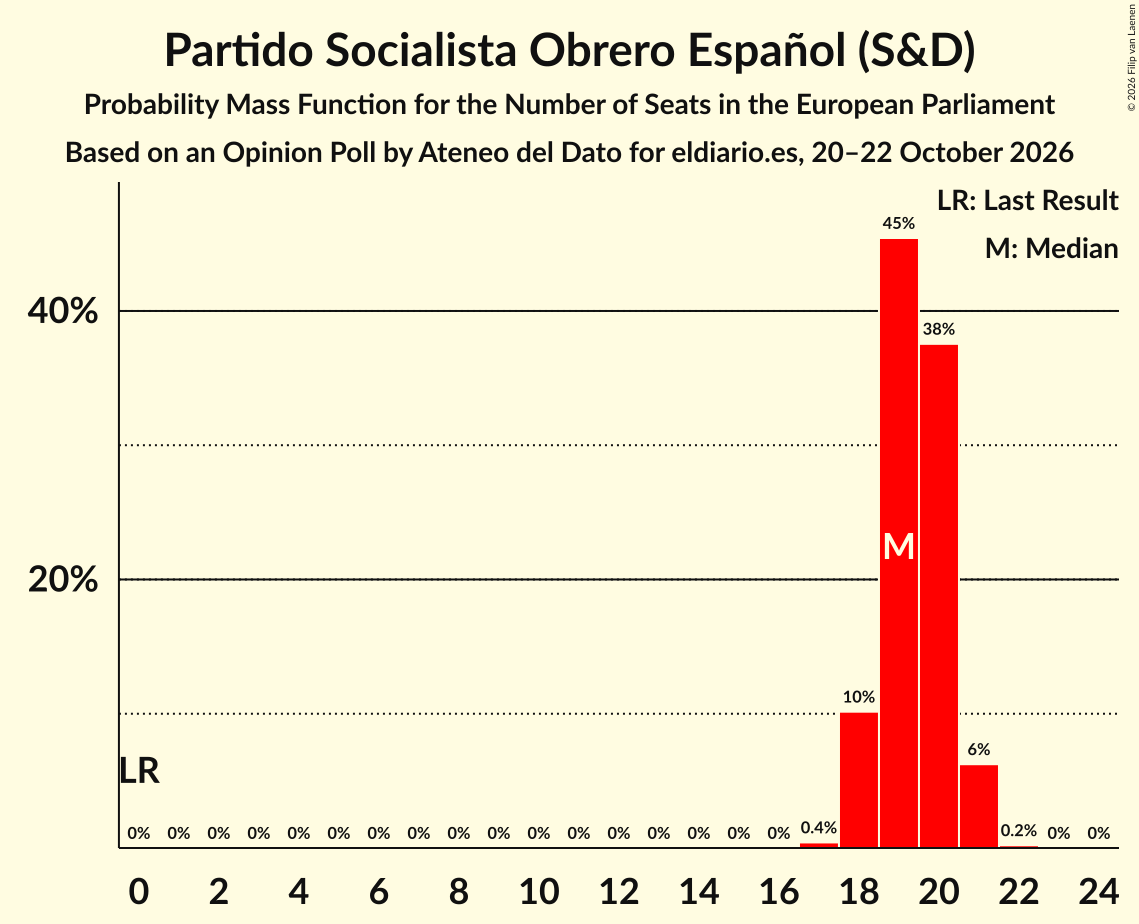 Partido Socialista Obrero Español (S&D)
Probability Mass Function for the Number of Seats in the European Parliament
Based on an Opinion Poll by Ateneo del Dato for eldiario.es, 20–22 October 2026
© 2026 Filip van Laenen
LR: Last Result
M: Median
45%
40%
38%
M
20%
10%
6%
LR
0% 0% 0% 0% 0% 0% 0% 0% 0% 0% 0% 0% 0% 0% 0% 0% 0% 0.4% 0.2% 0% 0%
0 2 4 6 8 10 12 14 16 18 20 22 24